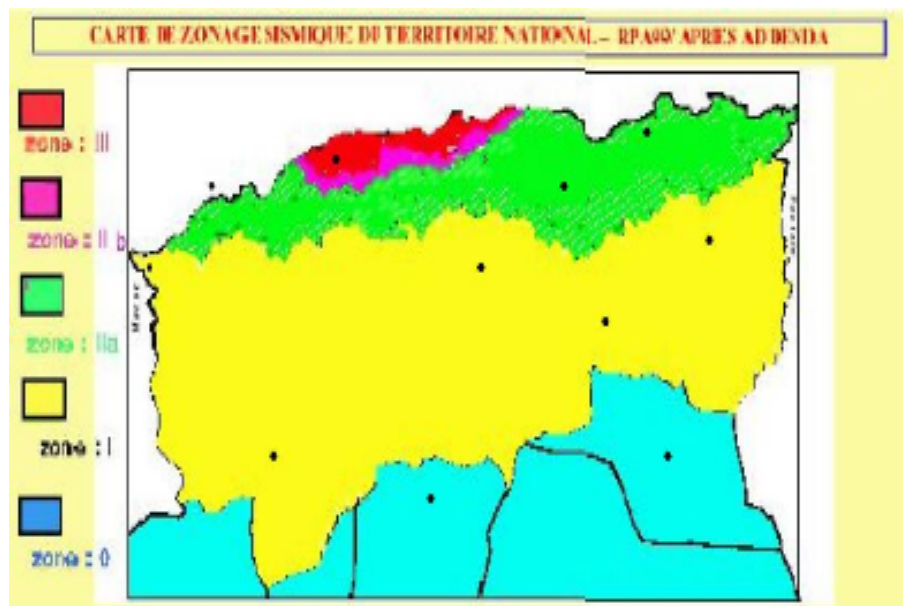 CARTE DE ZONAGE SISMIQUE DU TERRITOIRE NATIONAL – RPA99/ APRES ADDENDA
zone : III
zone : II b
zone : IIa
zone : I
zone : 0
Maroc